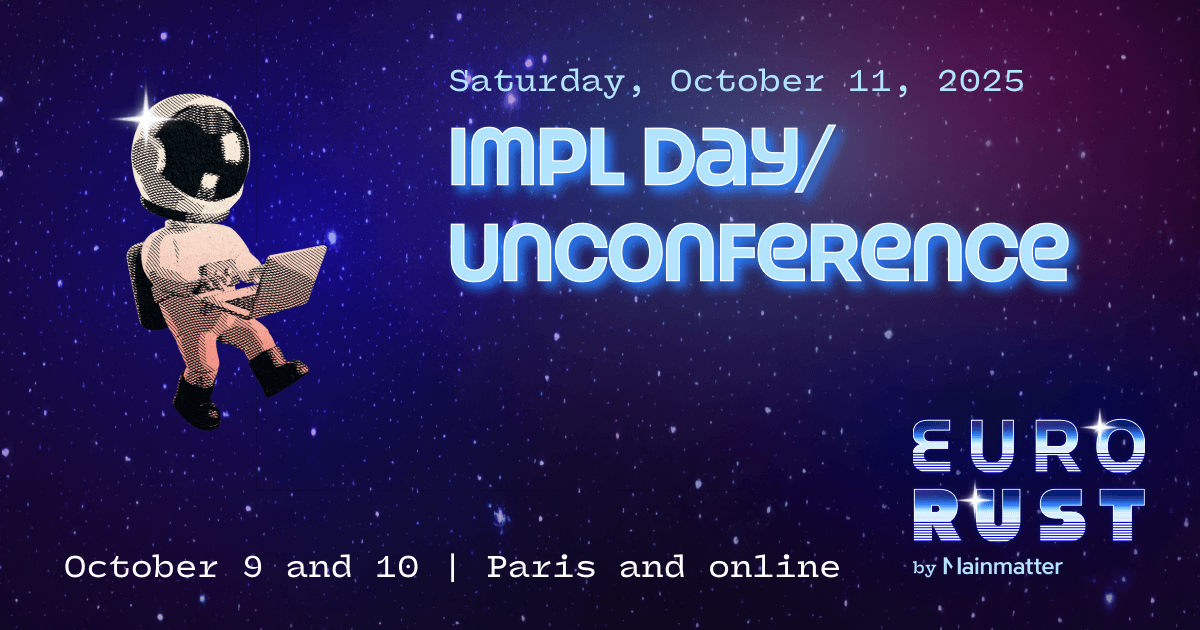 Saturday, October 11, 2025
IMPL Day/
Unconference
EURO
RUST
by Mainmatter
October 9 and 10 | Paris and online